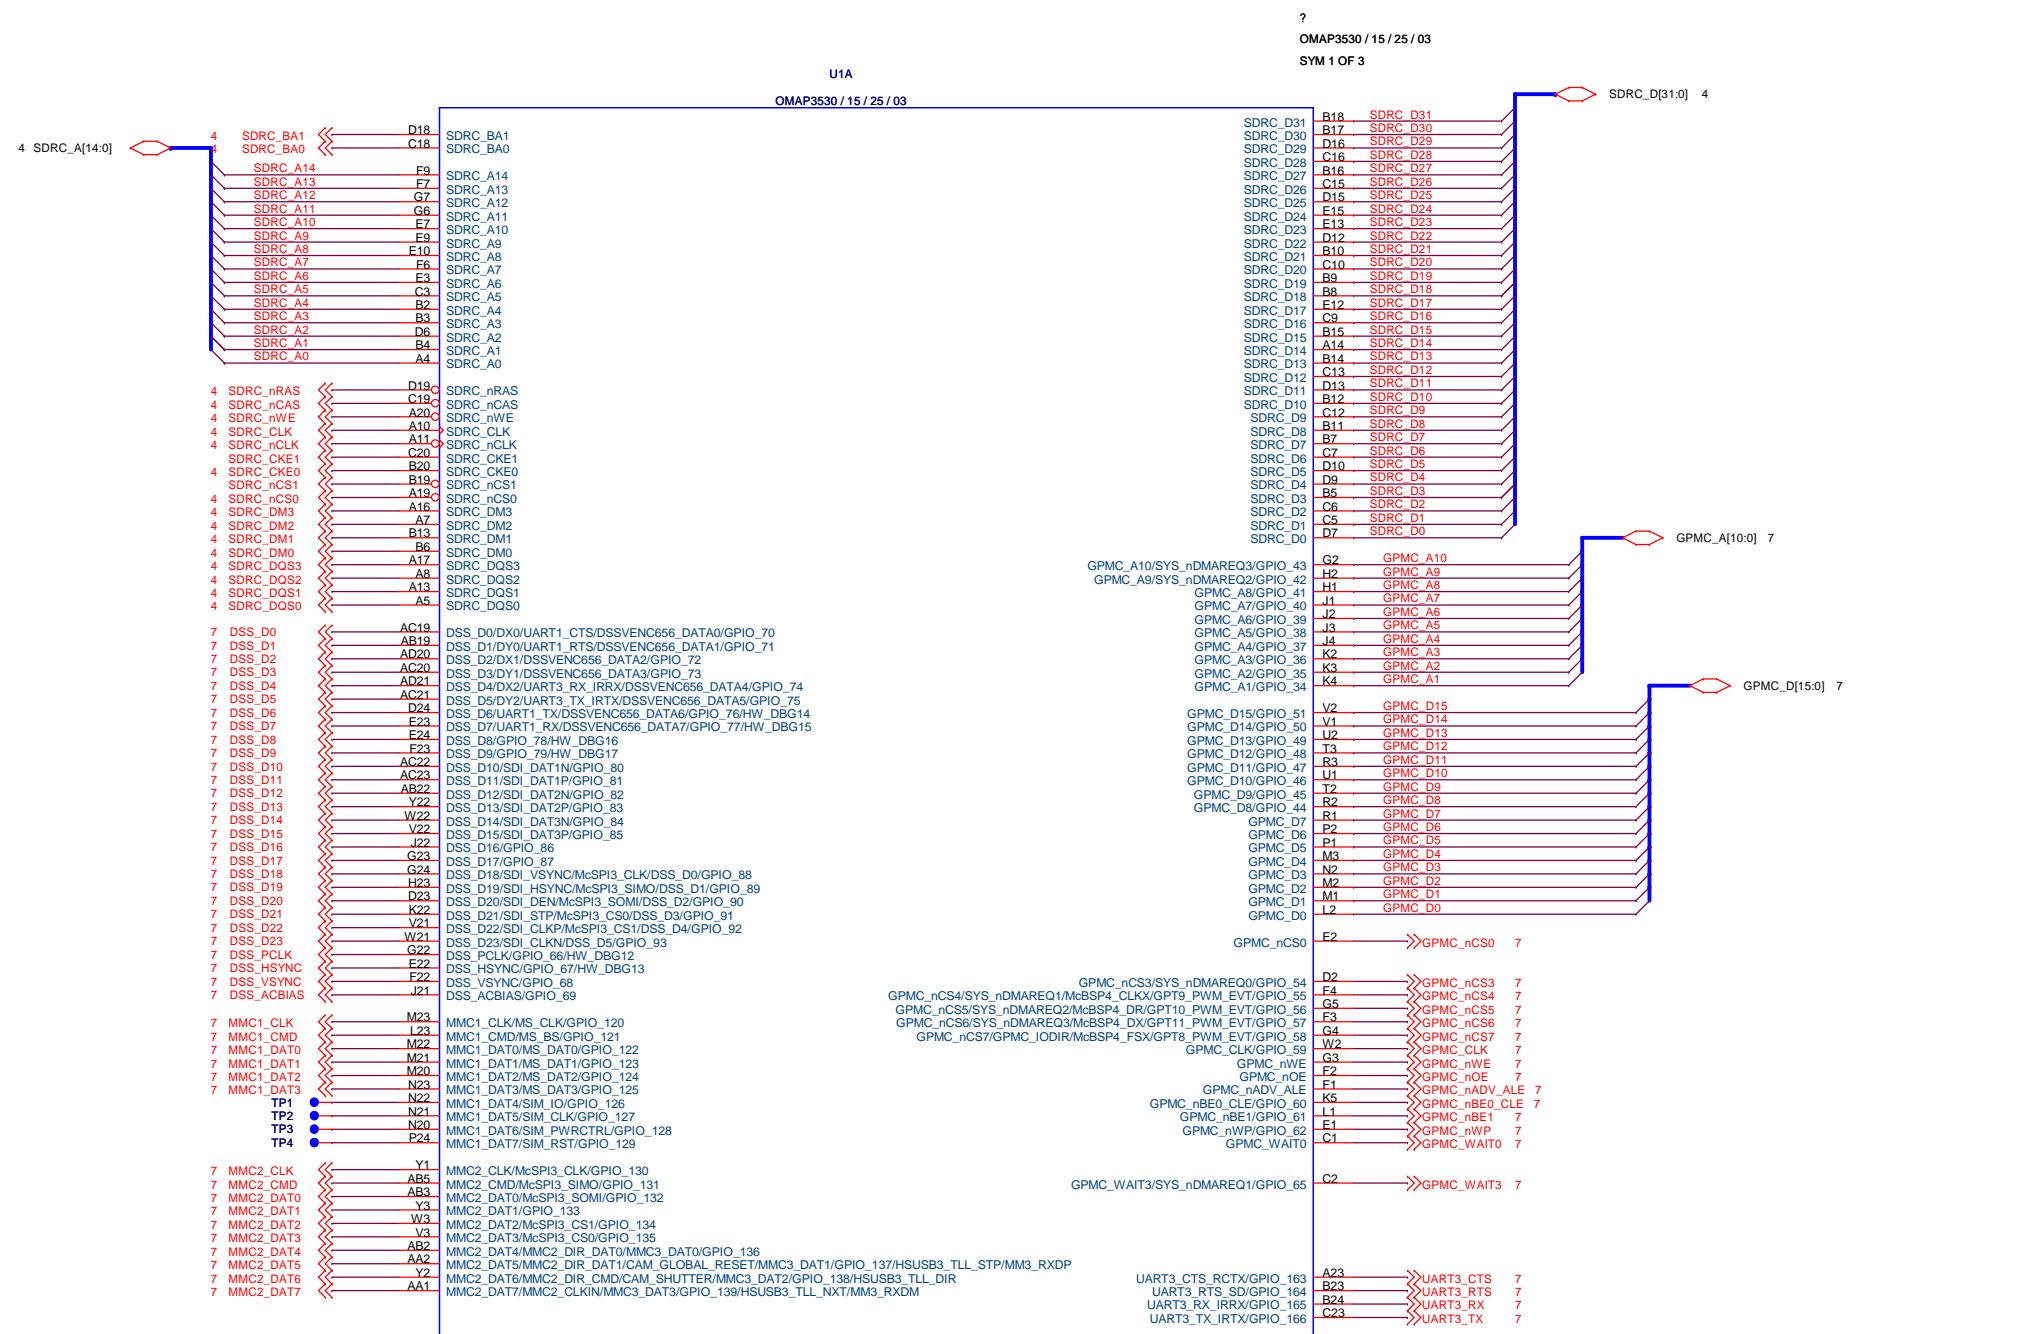 ?
OMAP3530 / 15 / 25 / 03
SYM 1 OF 3
U1A
OMAP3530 / 15 / 25 / 03
4 SDRC_A[14:0]
4 SDRC_BA1 D18 SDRC_BA1
4 SDRC_BA0 C18 SDRC_BA0
SDRC_A14 F9 SDRC_A14
SDRC_A13 F7 SDRC_A13
SDRC_A12 G7 SDRC_A12
SDRC_A11 G6 SDRC_A11
SDRC_A10 E7 SDRC_A10
SDRC_A9 E9 SDRC_A9
SDRC_A8 E10 SDRC_A8
SDRC_A7 F6 SDRC_A7
SDRC_A6 E3 SDRC_A6
SDRC_A5 C3 SDRC_A5
SDRC_A4 B2 SDRC_A4
SDRC_A3 B3 SDRC_A3
SDRC_A2 D6 SDRC_A2
SDRC_A1 B4 SDRC_A1
SDRC_A0 A4 SDRC_A0
4 SDRC_nRAS D19 SDRC_nRAS
4 SDRC_nCAS C19 SDRC_nCAS
4 SDRC_nWE A20 SDRC_nWE
4 SDRC_CLK A10 SDRC_CLK
4 SDRC_nCLK A11 SDRC_nCLK
SDRC_CKE1 C20 SDRC_CKE1
4 SDRC_CKE0 B20 SDRC_CKE0
SDRC_nCS1 B19 SDRC_nCS1
4 SDRC_nCS0 A19 SDRC_nCS0
4 SDRC_DM3 A16 SDRC_DM3
4 SDRC_DM2 A7 SDRC_DM2
4 SDRC_DM1 B13 SDRC_DM1
4 SDRC_DM0 B6 SDRC_DM0
4 SDRC_DQS3 A17 SDRC_DQS3
4 SDRC_DQS2 A8 SDRC_DQS2
4 SDRC_DQS1 A13 SDRC_DQS1
4 SDRC_DQS0 A5 SDRC_DQS0
7 DSS_D0 AC19 DSS_D0/DX0/UART1_CTS/DSSVENC656_DATA0/GPIO_70
7 DSS_D1 AB19 DSS_D1/DY0/UART1_RTS/DSSVENC656_DATA1/GPIO_71
7 DSS_D2 AD20 DSS_D2/DX1/DSSVENC656_DATA2/GPIO_72
7 DSS_D3 AC20 DSS_D3/DY1/DSSVENC656_DATA3/GPIO_73
7 DSS_D4 AD21 DSS_D4/DX2/UART3_RX_IRRX/DSSVENC656_DATA4/GPIO_74
7 DSS_D5 AC21 DSS_D5/DY2/UART3_TX_IRTX/DSSVENC656_DATA5/GPIO_75
7 DSS_D6 D24 DSS_D6/UART1_TX/DSSVENC656_DATA6/GPIO_76/HW_DBG14
7 DSS_D7 E23 DSS_D7/UART1_RX/DSSVENC656_DATA7/GPIO_77/HW_DBG15
7 DSS_D8 E24 DSS_D8/GPIO_78/HW_DBG16
7 DSS_D9 F23 DSS_D9/GPIO_79/HW_DBG17
7 DSS_D10 AC22 DSS_D10/SDI_DAT1N/GPIO_80
7 DSS_D11 AC23 DSS_D11/SDI_DAT1P/GPIO_81
7 DSS_D12 AB22 DSS_D12/SDI_DAT2N/GPIO_82
7 DSS_D13 Y22 DSS_D13/SDI_DAT2P/GPIO_83
7 DSS_D14 W22 DSS_D14/SDI_DAT3N/GPIO_84
7 DSS_D15 V22 DSS_D15/SDI_DAT3P/GPIO_85
7 DSS_D16 J22 DSS_D16/GPIO_86
7 DSS_D17 G23 DSS_D17/GPIO_87
7 DSS_D18 G24 DSS_D18/SDI_VSYNC/McSPI3_CLK/DSS_D0/GPIO_88
7 DSS_D19 H23 DSS_D19/SDI_HSYNC/McSPI3_SIMO/DSS_D1/GPIO_89
7 DSS_D20 D23 DSS_D20/SDI_DEN/McSPI3_SOMI/DSS_D2/GPIO_90
7 DSS_D21 K22 DSS_D21/SDI_STP/McSPI3_CS0/DSS_D3/GPIO_91
7 DSS_D22 V21 DSS_D22/SDI_CLKP/McSPI3_CS1/DSS_D4/GPIO_92
7 DSS_D23 W21 DSS_D23/SDI_CLKN/DSS_D5/GPIO_93
7 DSS_PCLK G22 DSS_PCLK/GPIO_66/HW_DBG12
7 DSS_HSYNC E22 DSS_HSYNC/GPIO_67/HW_DBG13
7 DSS_VSYNC F22 DSS_VSYNC/GPIO_68
7 DSS_ACBIAS J21 DSS_ACBIAS/GPIO_69
7 MMC1_CLK M23 MMC1_CLK/MS_CLK/GPIO_120
7 MMC1_CMD L23 MMC1_CMD/MS_BS/GPIO_121
7 MMC1_DAT0 M22 MMC1_DAT0/MS_DAT0/GPIO_122
7 MMC1_DAT1 M21 MMC1_DAT1/MS_DAT1/GPIO_123
7 MMC1_DAT2 M20 MMC1_DAT2/MS_DAT2/GPIO_124
7 MMC1_DAT3 N23 MMC1_DAT3/MS_DAT3/GPIO_125
TP1 N22 MMC1_DAT4/SIM_IO/GPIO_126
TP2 N21 MMC1_DAT5/SIM_CLK/GPIO_127
TP3 N20 MMC1_DAT6/SIM_PWRCTRL/GPIO_128
TP4 P24 MMC1_DAT7/SIM_RST/GPIO_129
7 MMC2_CLK Y1 MMC2_CLK/McSPI3_CLK/GPIO_130
7 MMC2_CMD AB5 MMC2_CMD/McSPI3_SIMO/GPIO_131
7 MMC2_DAT0 AB3 MMC2_DAT0/McSPI3_SOMI/GPIO_132
7 MMC2_DAT1 Y3 MMC2_DAT1/GPIO_133
7 MMC2_DAT2 W3 MMC2_DAT2/McSPI3_CS1/GPIO_134
7 MMC2_DAT3 V3 MMC2_DAT3/McSPI3_CS0/GPIO_135
7 MMC2_DAT4 AB2 MMC2_DAT4/MMC2_DIR_DAT0/MMC3_DAT0/GPIO_136
7 MMC2_DAT5 AA2 MMC2_DAT5/MMC2_DIR_DAT1/CAM_GLOBAL_RESET/MMC3_DAT1/GPIO_137/HSUSB3_TLL_STP/MM3_RXDP
7 MMC2_DAT6 Y2 MMC2_DAT6/MMC2_DIR_CMD/CAM_SHUTTER/MMC3_DAT2/GPIO_138/HSUSB3_TLL_DIR
7 MMC2_DAT7 AA1 MMC2_DAT7/MMC2_CLKIN/MMC3_DAT3/GPIO_139/HSUSB3_TLL_NXT/MM3_RXDM
SDRC_D[31:0] 4
SDRC_D31 B18 SDRC_D31
SDRC_D30 B17 SDRC_D30
SDRC_D29 D16 SDRC_D29
SDRC_D28 C16 SDRC_D28
SDRC_D27 B16 SDRC_D27
SDRC_D26 C15 SDRC_D26
SDRC_D25 D15 SDRC_D25
SDRC_D24 E15 SDRC_D24
SDRC_D23 E13 SDRC_D23
SDRC_D22 D12 SDRC_D22
SDRC_D21 B10 SDRC_D21
SDRC_D20 C10 SDRC_D20
SDRC_D19 B9 SDRC_D19
SDRC_D18 B8 SDRC_D18
SDRC_D17 E12 SDRC_D17
SDRC_D16 C9 SDRC_D16
SDRC_D15 B15 SDRC_D15
SDRC_D14 A14 SDRC_D14
SDRC_D13 B14 SDRC_D13
SDRC_D12 C13 SDRC_D12
SDRC_D11 D13 SDRC_D11
SDRC_D10 B12 SDRC_D10
SDRC_D9 C12 SDRC_D9
SDRC_D8 B11 SDRC_D8
SDRC_D7 B7 SDRC_D7
SDRC_D6 C7 SDRC_D6
SDRC_D5 D10 SDRC_D5
SDRC_D4 D9 SDRC_D4
SDRC_D3 B5 SDRC_D3
SDRC_D2 C6 SDRC_D2
SDRC_D1 C5 SDRC_D1
SDRC_D0 D7 SDRC_D0
GPMC_A[10:0] 7
GPMC_A10/SYS_nDMAREQ3/GPIO_43 G2 GPMC_A10
GPMC_A9/SYS_nDMAREQ2/GPIO_42 H2 GPMC_A9
GPMC_A8/GPIO_41 H1 GPMC_A8
GPMC_A7/GPIO_40 J1 GPMC_A7
GPMC_A6/GPIO_39 J2 GPMC_A6
GPMC_A5/GPIO_38 J3 GPMC_A5
GPMC_A4/GPIO_37 J4 GPMC_A4
GPMC_A3/GPIO_36 K2 GPMC_A3
GPMC_A2/GPIO_35 K3 GPMC_A2
GPMC_A1/GPIO_34 K4 GPMC_A1
GPMC_D[15:0] 7
GPMC_D15/GPIO_51 V2 GPMC_D15
GPMC_D14/GPIO_50 V1 GPMC_D14
GPMC_D13/GPIO_49 U2 GPMC_D13
GPMC_D12/GPIO_48 T3 GPMC_D12
GPMC_D11/GPIO_47 R3 GPMC_D11
GPMC_D10/GPIO_46 U1 GPMC_D10
GPMC_D9/GPIO_45 T2 GPMC_D9
GPMC_D8/GPIO_44 R2 GPMC_D8
GPMC_D7 R1 GPMC_D7
GPMC_D6 P2 GPMC_D6
GPMC_D5 P1 GPMC_D5
GPMC_D4 M3 GPMC_D4
GPMC_D3 N2 GPMC_D3
GPMC_D2 M2 GPMC_D2
GPMC_D1 M1 GPMC_D1
GPMC_D0 L2 GPMC_D0
GPMC_nCS0 E2 GPMC_nCS0 7
GPMC_nCS3/SYS_nDMAREQ0/GPIO_54 D2 GPMC_nCS3 7
GPMC_nCS4/SYS_nDMAREQ1/McBSP4_CLKX/GPT9_PWM_EVT/GPIO_55 F4 GPMC_nCS4 7
GPMC_nCS5/SYS_nDMAREQ2/McBSP4_DR/GPT10_PWM_EVT/GPIO_56 G5 GPMC_nCS5 7
GPMC_nCS6/SYS_nDMAREQ3/McBSP4_DX/GPT11_PWM_EVT/GPIO_57 F3 GPMC_nCS6 7
GPMC_nCS7/GPMC_IODIR/McBSP4_FSX/GPT8_PWM_EVT/GPIO_58 G4 GPMC_nCS7 7
GPMC_CLK/GPIO_59 W2 GPMC_CLK 7
GPMC_nWE G3 GPMC_nWE 7
GPMC_nOE F2 GPMC_nOE 7
GPMC_nADV_ALE F1 GPMC_nADV_ALE 7
GPMC_nBE0_CLE/GPIO_60 K5 GPMC_nBE0_CLE 7
GPMC_nBE1/GPIO_61 L1 GPMC_nBE1 7
GPMC_nWP/GPIO_62 E1 GPMC_nWP 7
GPMC_WAIT0 C1 GPMC_WAIT0 7
GPMC_WAIT3/SYS_nDMAREQ1/GPIO_65 C2 GPMC_WAIT3 7
UART3_CTS_RCTX/GPIO_163 A23 UART3_CTS 7
UART3_RTS_SD/GPIO_164 B23 UART3_RTS 7
UART3_RX_IRRX/GPIO_165 B24 UART3_RX 7
UART3_TX_IRTX/GPIO_166 C23 UART3_TX 7